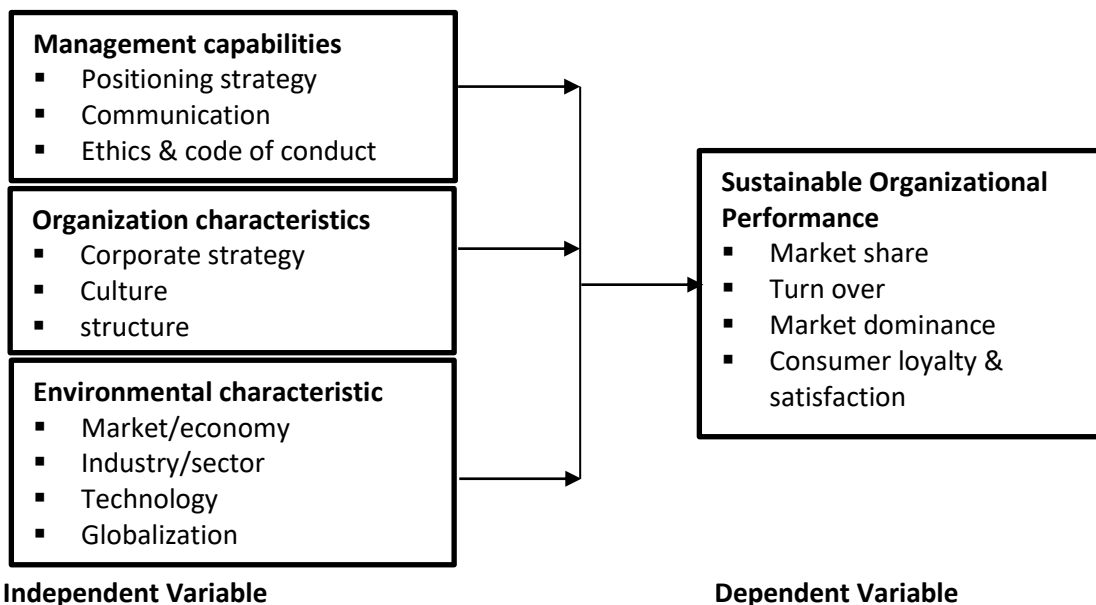 Management capabilities
▪ Positioning strategy
▪ Communication
▪ Ethics & code of conduct
Organization characteristics
▪ Corporate strategy
▪ Culture
▪ structure
Environmental characteristic
▪ Market/economy
▪ Industry/sector
▪ Technology
▪ Globalization
Independent Variable
Sustainable Organizational
Performance
▪ Market share
▪ Turn over
▪ Market dominance
▪ Consumer loyalty &
satisfaction
Dependent Variable